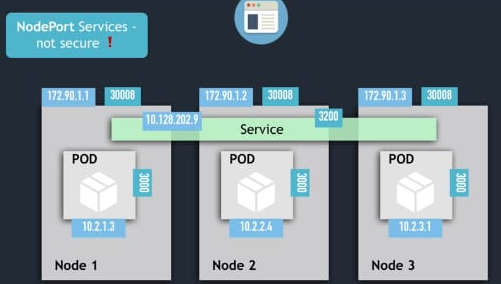 NodePort Services -
not secure !
172.90.1.1 30008 172.90.1.2 30008 172.90.1.3 30008
10.128.202.9 Service 3200
POD POD POD
3000 3000 3000
10.2.1.3 10.2.2.4 10.2.3.1
Node 1 Node 2 Node 3